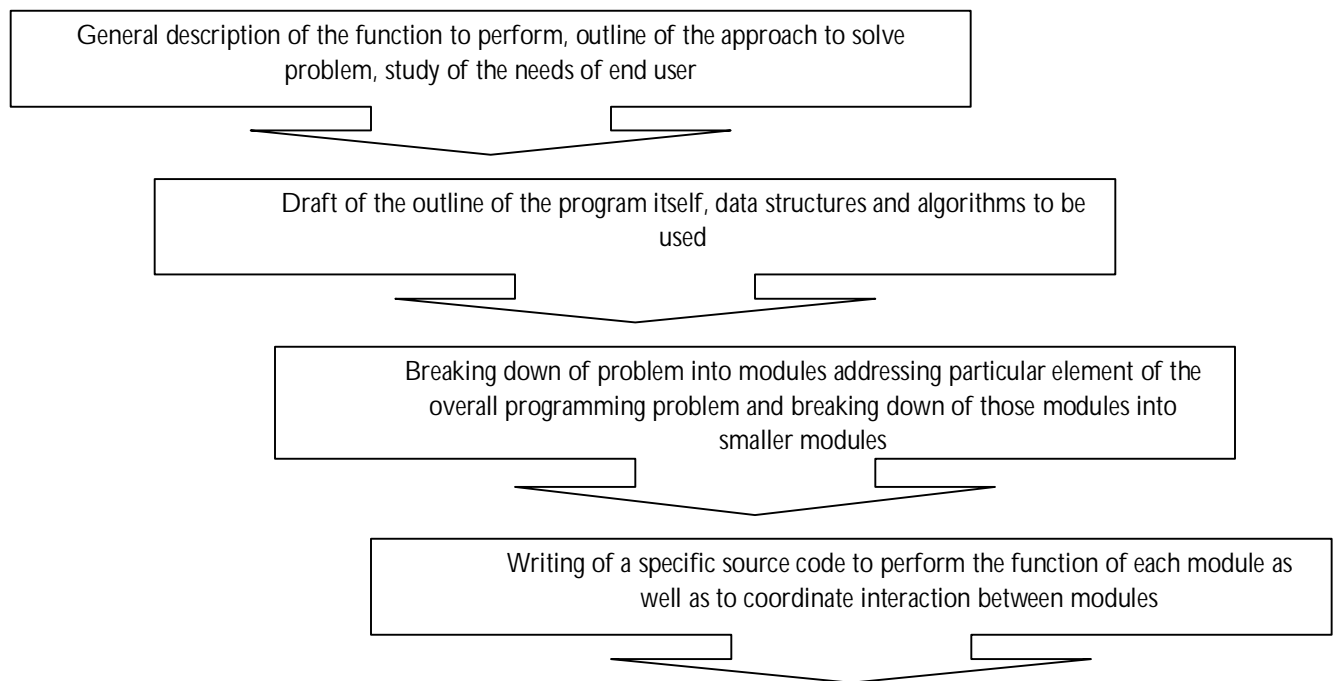 General description of the function to perform, outline of the approach to solve
problem, study of the needs of end user
Draft of the outline of the program itself, data structures and algorithms to be
used
Breaking down of problem into modules addressing particular element of the
overall programming problem and breaking down of those modules into
smaller modules
Writing of a specific source code to perform the function of each module as
well as to coordinate interaction between modules